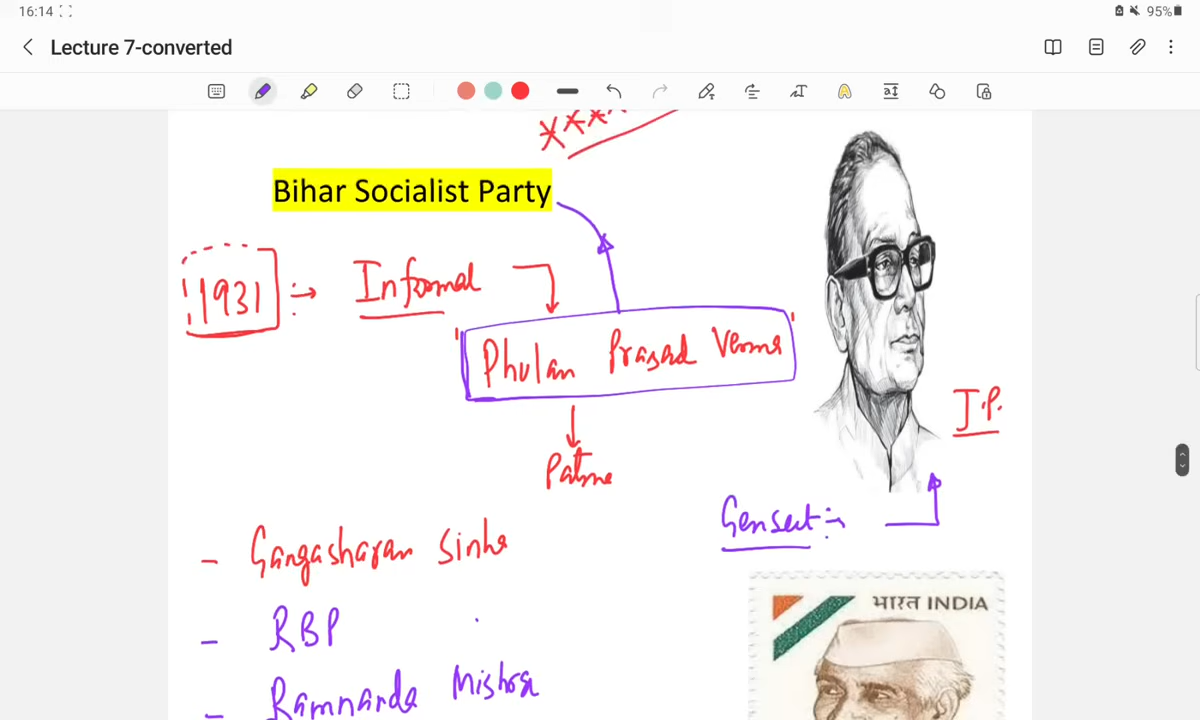 16:14
95%
Lecture 7-converted
Bihar Socialist Party
1931 :→ Informal
Phulan Prasad Verma
J.P.
Patna
Gensect :-
- Gangasharan Sinha
- RBP
- Ramnanda Mishra
भारत INDIA